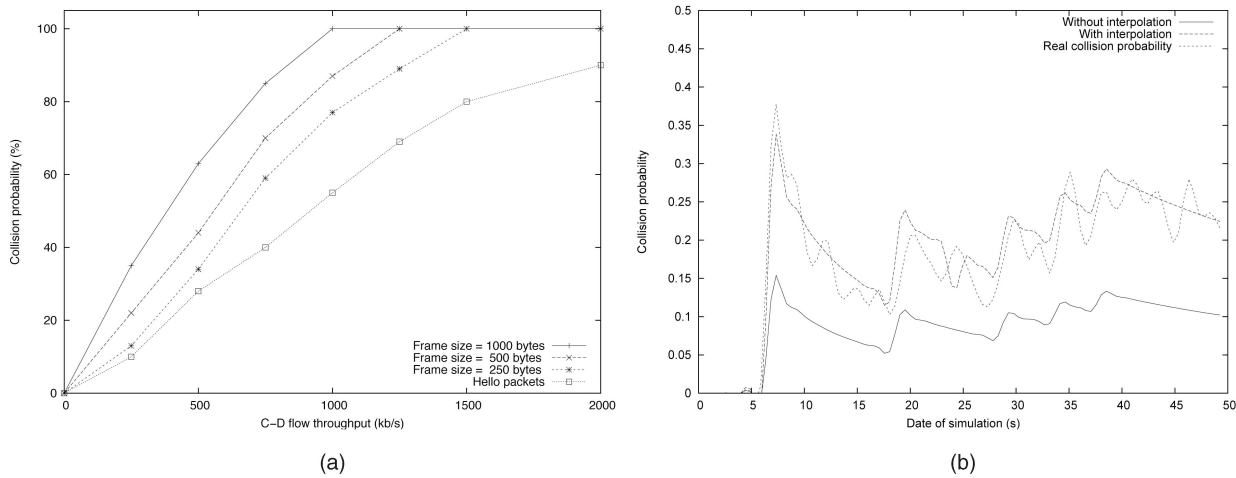 100
80
60
40
20
0
Collision probability (%)
Frame size = 1000 bytes
Frame size = 500 bytes
Frame size = 250 bytes
Hello packets
0 500 1000 1500 2000
C−D flow throughput (kb/s)
(a)
0.5
0.45
0.4
0.35
0.3
0.25
0.2
0.15
0.1
0.05
0
Collision probability
Without interpolation
With interpolation
Real collision probability
0 5 10 15 20 25 30 35 40 45 50
Date of simulation (s)
(b)